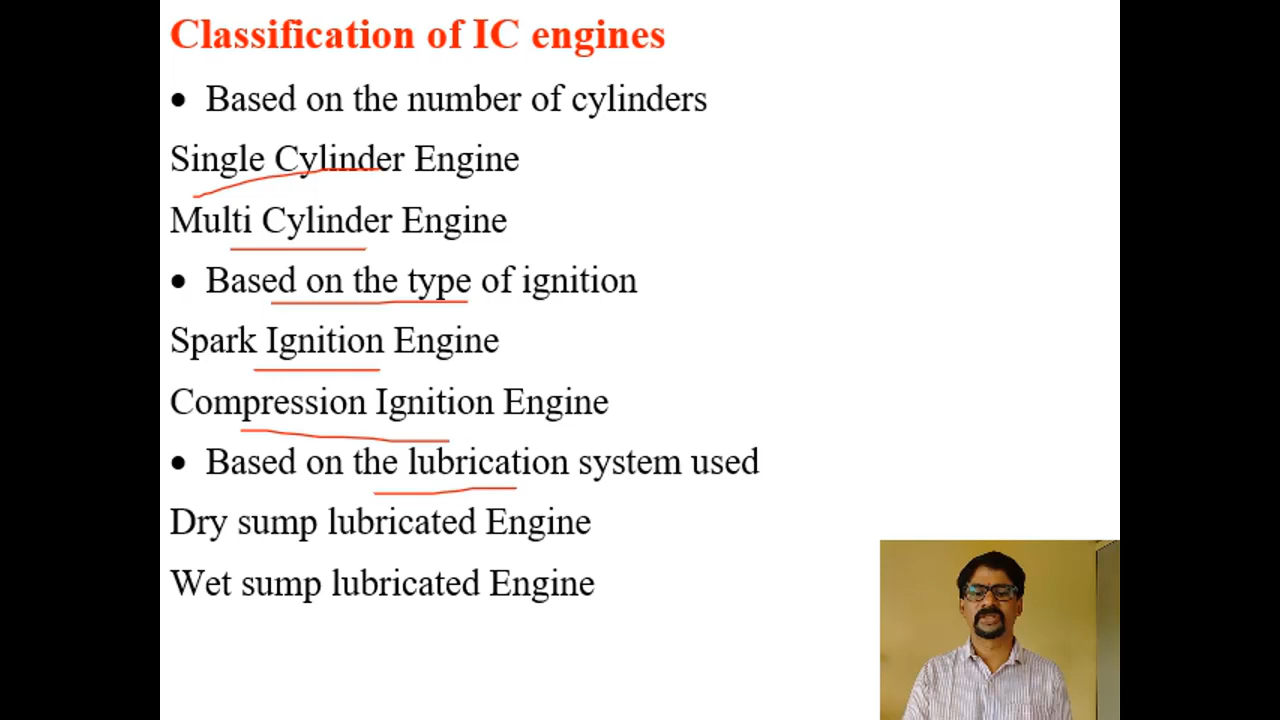 Classification of IC engines
• Based on the number of cylinders
Single Cylinder Engine
Multi Cylinder Engine
• Based on the type of ignition
Spark Ignition Engine
Compression Ignition Engine
• Based on the lubrication system used
Dry sump lubricated Engine
Wet sump lubricated Engine